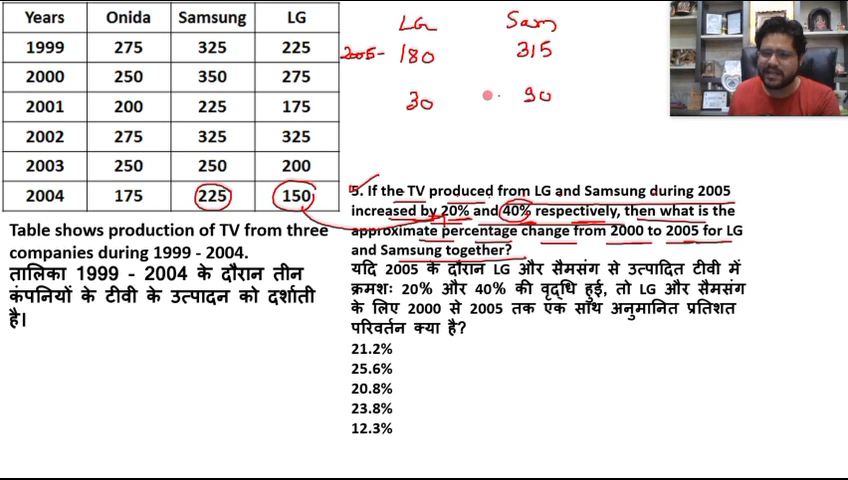 Years Onida Samsung LG
1999 275 325 225
2000 250 350 275
2001 200 225 175
2002 275 325 325
2003 250 250 200
2004 175 225 150
Table shows production of TV from three
companies during 1999 - 2004.
तालिका 1999 - 2004 के दौरान तीन
कंपनियों के टीवी के उत्पादन को दर्शाती
है।
LG Sam
2005- 180 315
30 90
5. If the TV produced from LG and Samsung during 2005
increased by 20% and 40% respectively, then what is the
approximate percentage change from 2000 to 2005 for LG
and Samsung together?
यदि 2005 के दौरान LG और सैमसंग से उत्पादित टीवी में
क्रमशः 20% और 40% की वृद्धि हुई, तो LG और सैमसंग
के लिए 2000 से 2005 तक एक साथ अनुमानित प्रतिशत
परिवर्तन क्या है?
21.2%
25.6%
20.8%
23.8%
12.3%